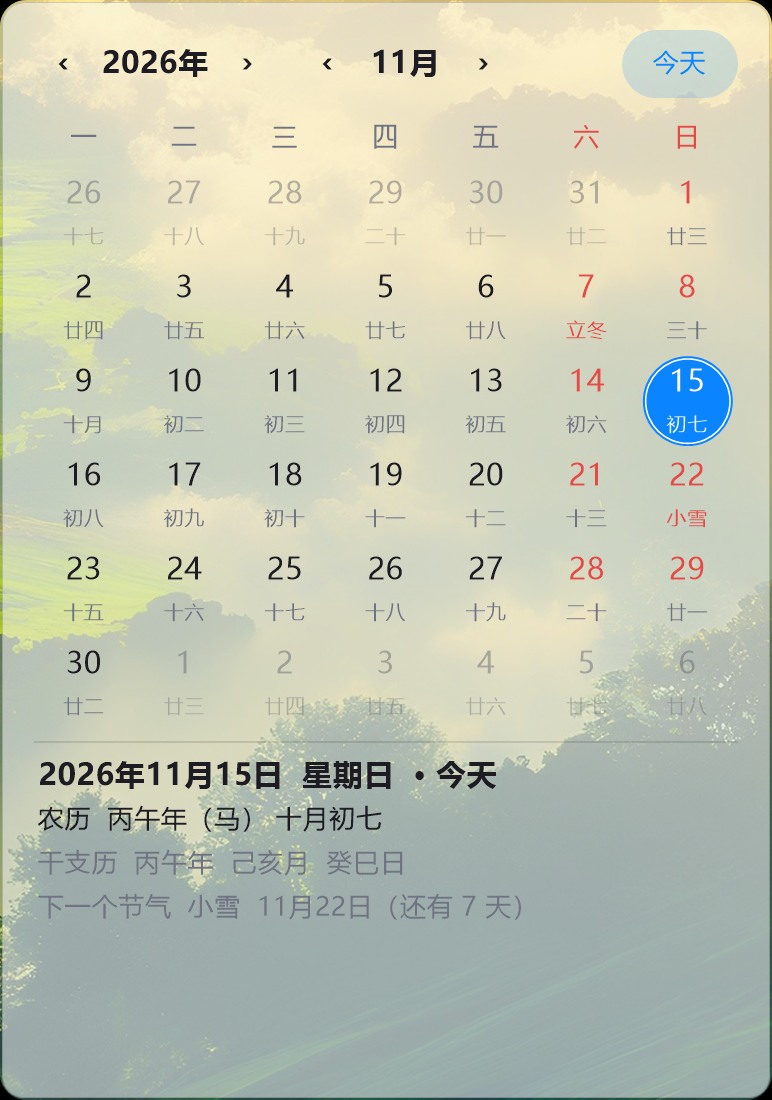 ‹ 2026年 › ‹ 11月 › 今天
一 二 三 四 五 六 日
26 27 28 29 30 31 1
十七 十八 十九 二十 廿一 廿二 廿三
2 3 4 5 6 7 8
廿四 廿五 廿六 廿七 廿八 立冬 三十
9 10 11 12 13 14 15
十月 初二 初三 初四 初五 初六 初七
16 17 18 19 20 21 22
初八 初九 初十 十一 十二 十三 小雪
23 24 25 26 27 28 29
十五 十六 十七 十八 十九 二十 廿一
30 1 2 3 4 5 6
廿二 廿三 廿四 廿五 廿六 廿七 廿八
2026年11月15日 星期日 • 今天
农历 丙午年（马） 十月初七
干支历 丙午年 己亥月 癸巳日
下一个节气 小雪 11月22日（还有 7 天）